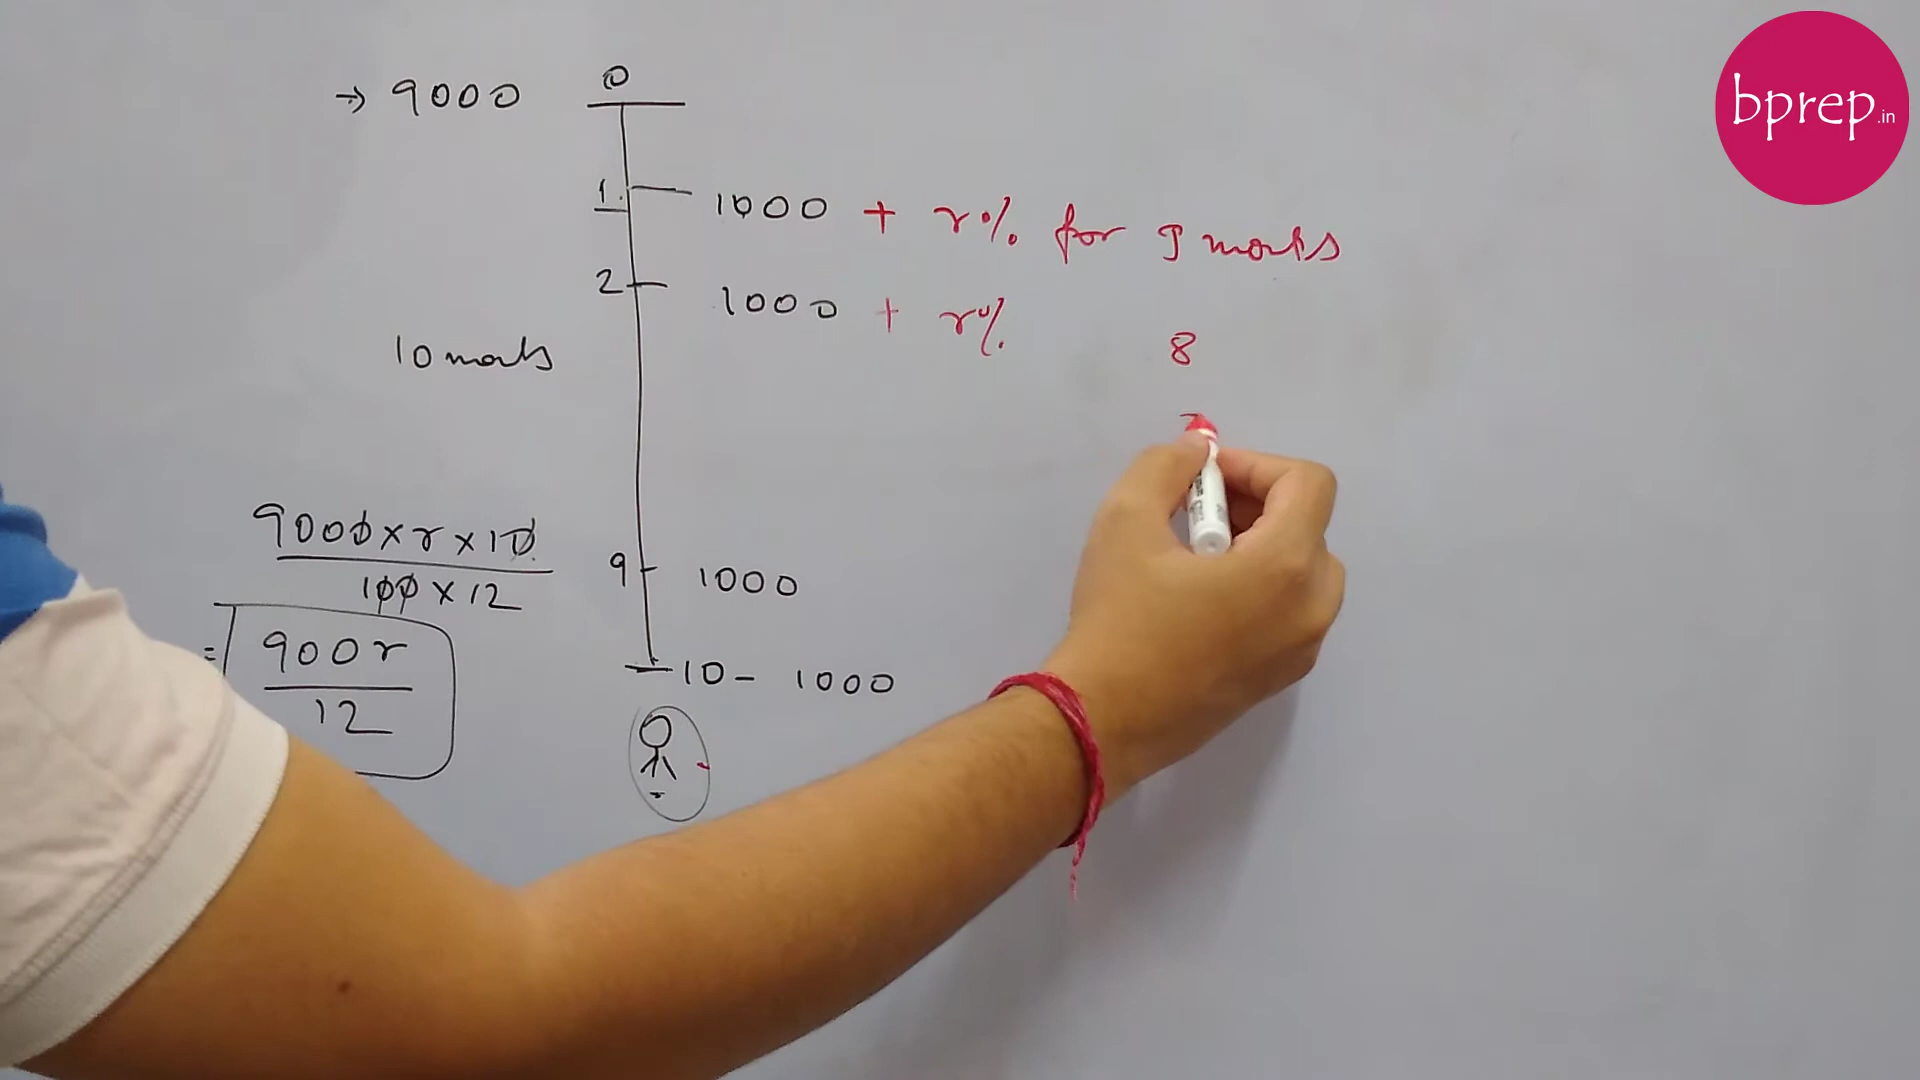 → 9000
0
1. 1000 + r% for 9 months
2 1000 + r%
8
10 months
9000 × r × 10
100 × 12
= 900r
12
9 1000
10 - 1000
bprep.in